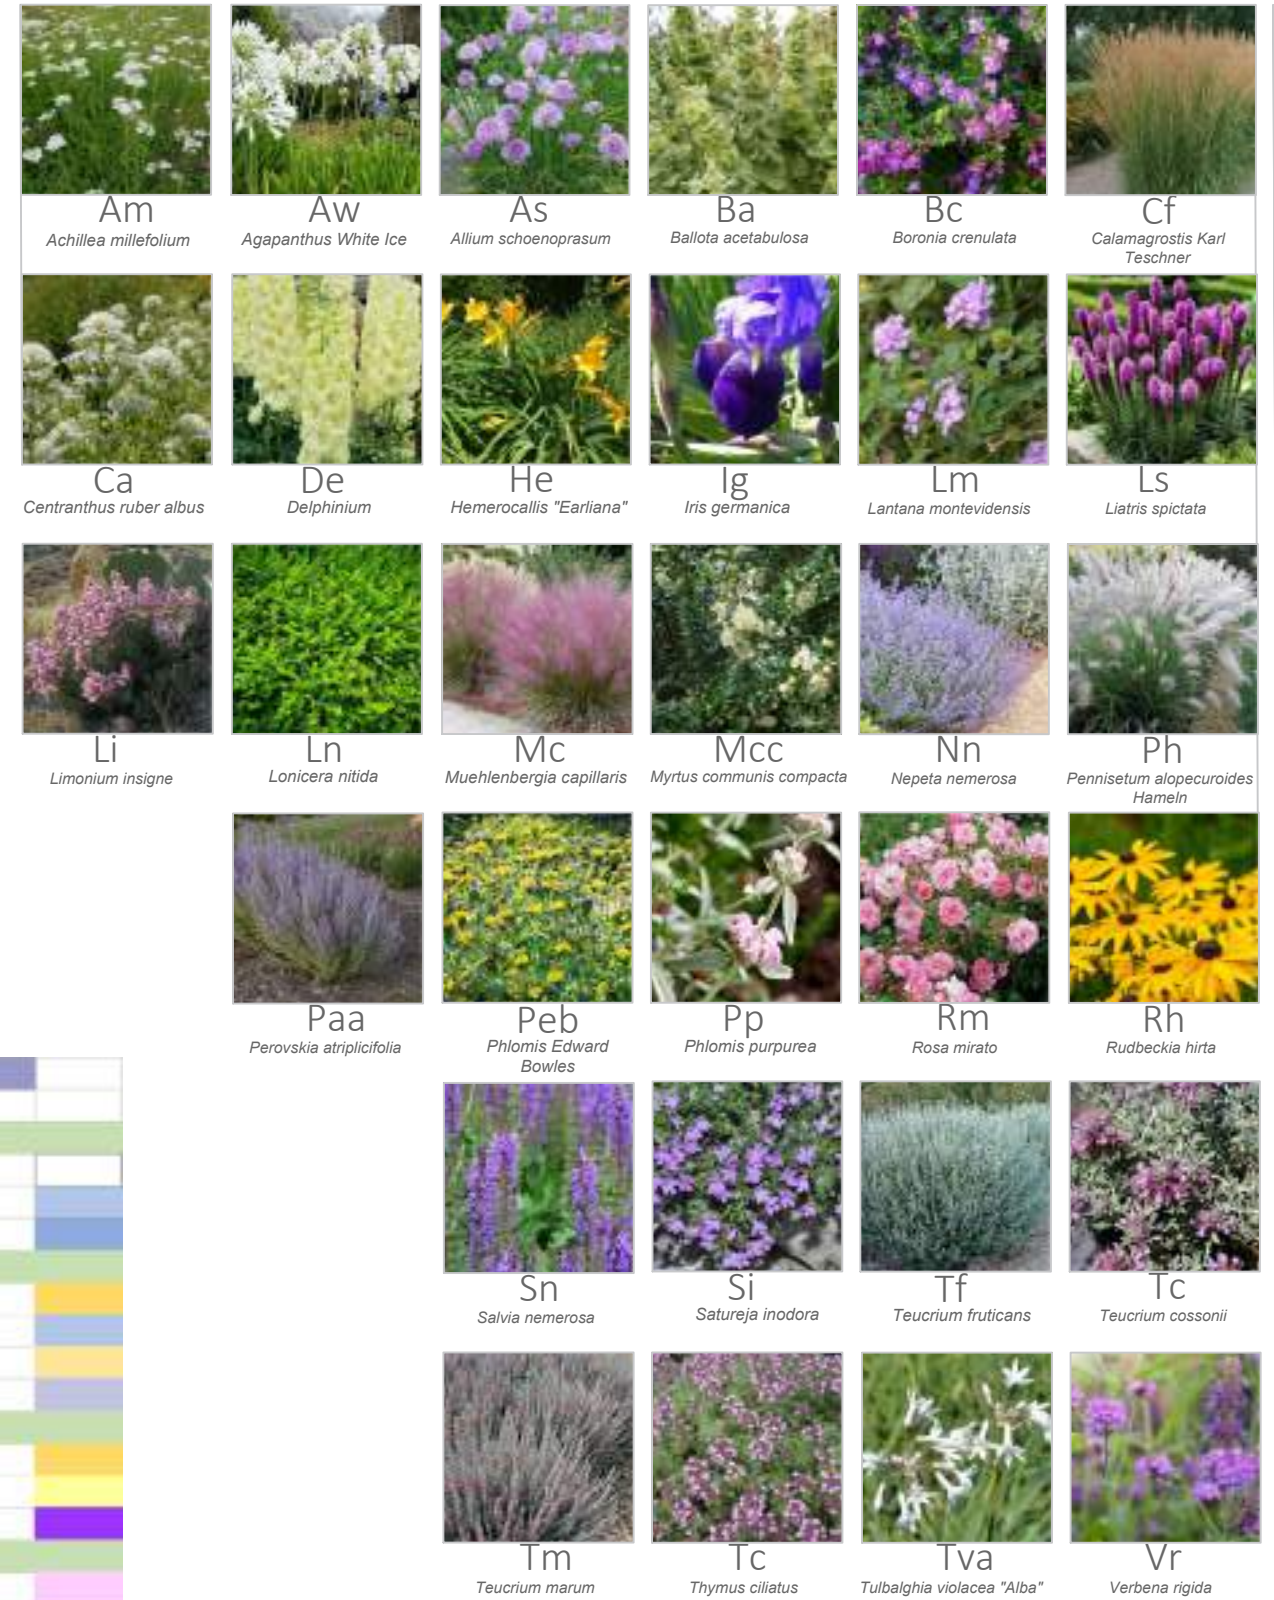 Am
Achillea millefolium
Aw
Agapanthus White Ice
As
Allium schoenoprasum
Ba
Ballota acetabulosa
Bc
Boronia crenulata
Cf
Calamagrostis Karl
Teschner
Ca
Centranthus ruber albus
De
Delphinium
He
Hemerocallis "Earliana"
Ig
Iris germanica
Lm
Lantana montevidensis
Ls
Liatris spictata
Li
Limonium insigne
Ln
Lonicera nitida
Mc
Muehlenbergia capillaris
Mcc
Myrtus communis compacta
Nn
Nepeta nemerosa
Ph
Pennisetum alopecuroides
Hameln
Paa
Perovskia atriplicifolia
Peb
Phlomis Edward
Bowles
Pp
Phlomis purpurea
Rm
Rosa mirato
Rh
Rudbeckia hirta
Sn
Salvia nemerosa
Si
Satureja inodora
Tf
Teucrium fruticans
Tc
Teucrium cossonii
Tm
Teucrium marum
Tc
Thymus ciliatus
Tva
Tulbalghia violacea "Alba"
Vr
Verbena rigida